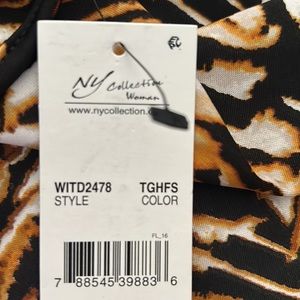 NY Collection
Woman
www.nycollection.
WITD2478 TGHFS
STYLE COLOR
FL_16
7 88545 39883 6